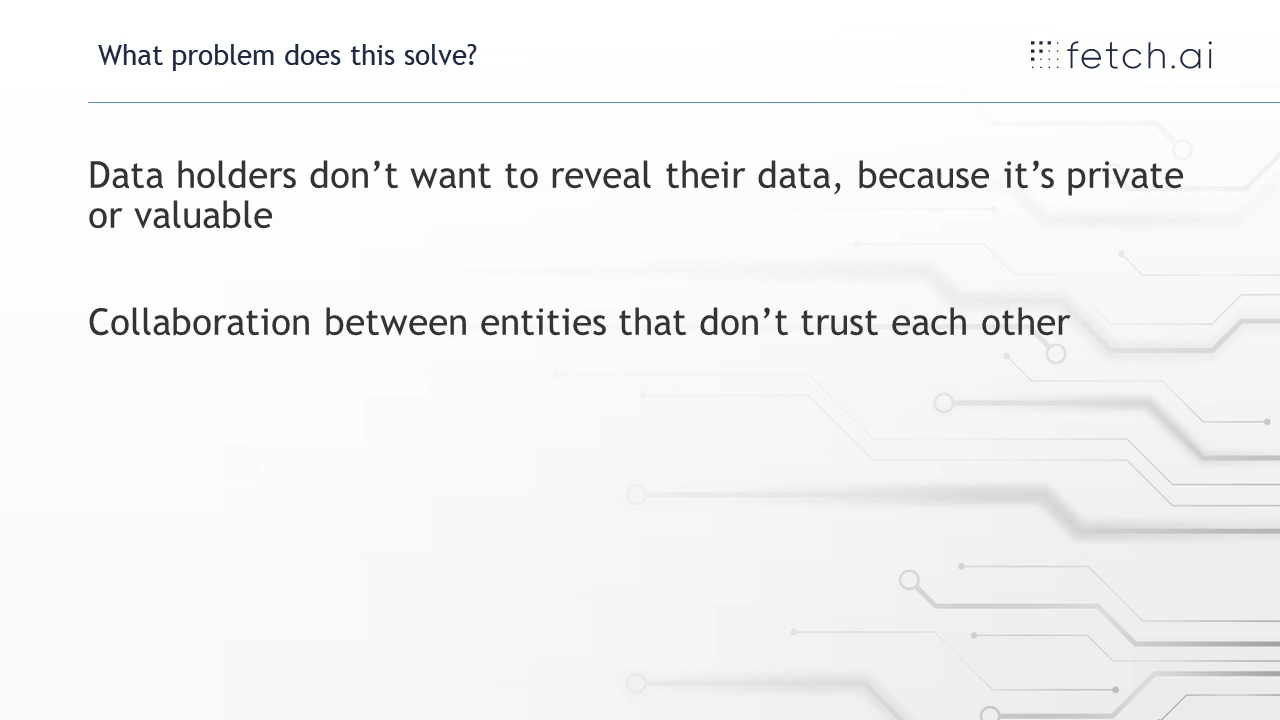 What problem does this solve?
fetch.ai
Data holders don’t want to reveal their data, because it’s private
or valuable
Collaboration between entities that don’t trust each other